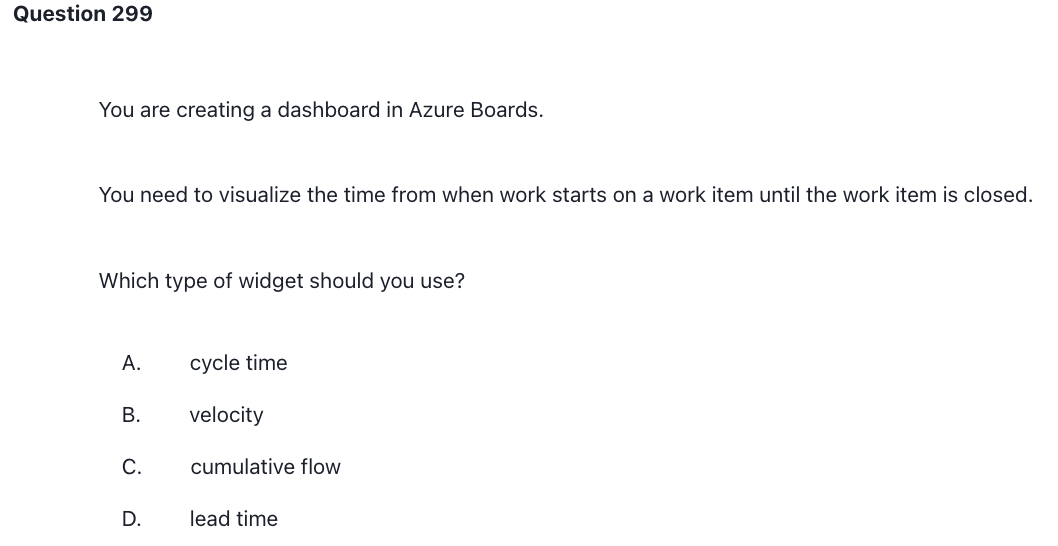 Question 299
You are creating a dashboard in Azure Boards.
You need to visualize the time from when work starts on a work item until the work item is closed.
Which type of widget should you use?
A. cycle time
B. velocity
C. cumulative flow
D. lead time